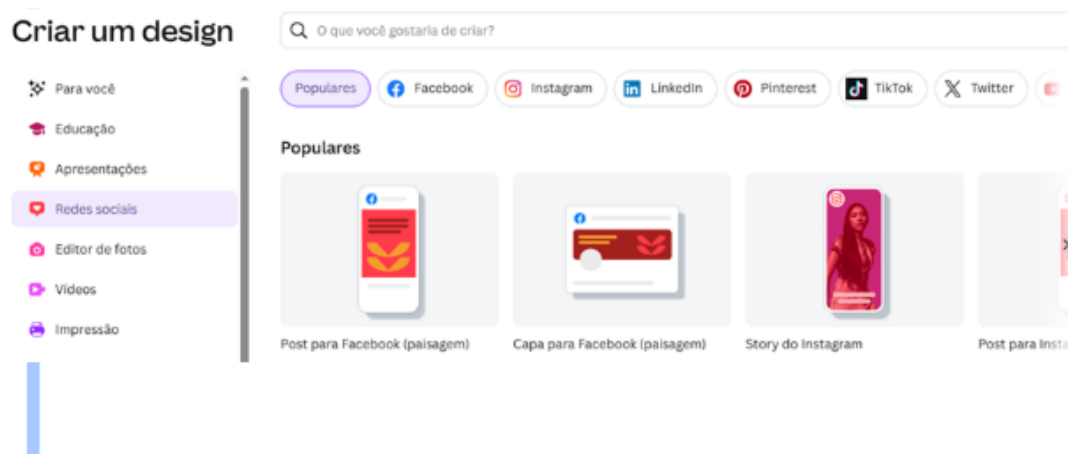 Criar um design
O que você gostaria de criar?
Para você
Educação
Apresentações
Redes sociais
Editor de fotos
Vídeos
Impressão
Populares Facebook Instagram LinkedIn Pinterest TikTok Twitter
Populares
Post para Facebook (paisagem) Capa para Facebook (paisagem) Story do Instagram Post para Insta